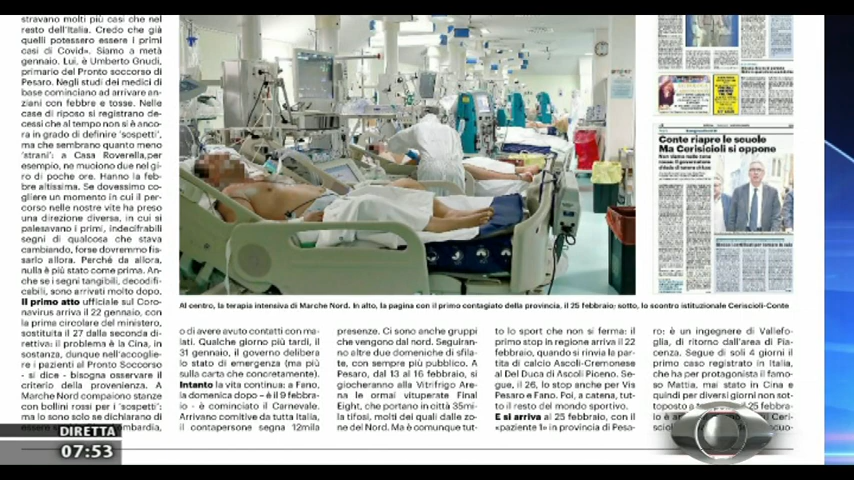 stravano molti più casi che nel
resto dell'Italia. Credo che già
quelli potessero essere i primi
casi di Covid». Siamo a metà
gennaio. Lui, è Umberto Gnudi,
primario del Pronto soccorso di
Pesaro. Negli studi dei medici di
base cominciano ad arrivare an-
ziani con febbre e tosse. Nelle
case di riposo si registrano de-
cessi che al tempo non si è anco-
ra in grado di definire 'sospetti',
ma che sembrano quanto meno
'strani': a Casa Roverella,per
esempio, ne muoiono due nel gi-
ro di poche ore. Hanno la feb-
bre altissima. Se dovessimo co-
gliere un momento in cui il per-
corso nelle nostre vite ha preso
una direzione diversa, in cui si
palesavano i primi, indecifrabili
segni di qualcosa che stava
cambiando, forse dovremmo fis-
sarlo allora. Perché da allora,
nulla è più stato come prima. An-
che se i segni tangibili, decodifi-
cabili, sono arrivati molto dopo.
Il primo atto ufficiale sul Coro-
navirus arriva il 22 gennaio, con
la prima circolare del ministero,
sostituita il 27 dalla seconda di-
rettiva: il problema è la Cina, in
sostanza, dunque nell'accoglie-
re i pazienti al Pronto Soccorso
- si dice - bisogna osservare il
criterio della provenienza. A
Marche Nord compaiono stanze
con bollini rossi per i 'sospetti';
ma lo sono solo se dichiarano di
Conte riapre le scuole
Ma Ceriscioli si oppone
Al centro, la terapia intensiva di Marche Nord. In alto, la pagina con il primo contagiato della provincia, il 25 febbraio; sotto, lo scontro istituzionale Ceriscioli-Conte
o di avere avuto contatti con ma-
lati. Qualche giorno più tardi, il
31 gennaio, il governo delibera
lo stato di emergenza (ma più
sulla carta che concretamente).
Intanto la vita continua: a Fano,
la domenica dopo – è il 9 febbra-
io - è cominciato il Carnevale.
Arrivano comitive da tutta Italia,
il contapersone segna 12mila
presenze. Ci sono anche gruppi
che vengono dal nord. Seguiran-
no altre due domeniche di sfila-
te, con sempre più pubblico. A
Pesaro, dal 13 al 16 febbraio, si
giocheranno alla Vitrifrigo Are-
na le ormai vituperate Final
Eight, che portano in città 35mi-
la tifosi, molti dei quali dalle zo-
ne del Nord. Ma è comunque tut-
to lo sport che non si ferma: il
primo stop in regione arriva il 22
febbraio, quando si rinvia la par-
tita di calcio Ascoli-Cremonese
al Del Duca di Ascoli Piceno. Se-
gue, il 26, lo stop anche per Vis
Pesaro e Fano. Poi, a catena, tut-
to il resto del mondo sportivo.
E si arriva al 25 febbraio, con il
«paziente 1» in provincia di Pesa-
ro: è un ingegnere di Vallefo-
glia, di ritorno dall'area di Pia-
cenza. Segue di soli 4 giorni il
primo caso registrato in Italia,
che ha per protagonista il famo-
so Mattia, mai stato in Cina e
quindi per diversi giorni non sot-
toposto a il 25 febbra-
DIRETTA
07:53